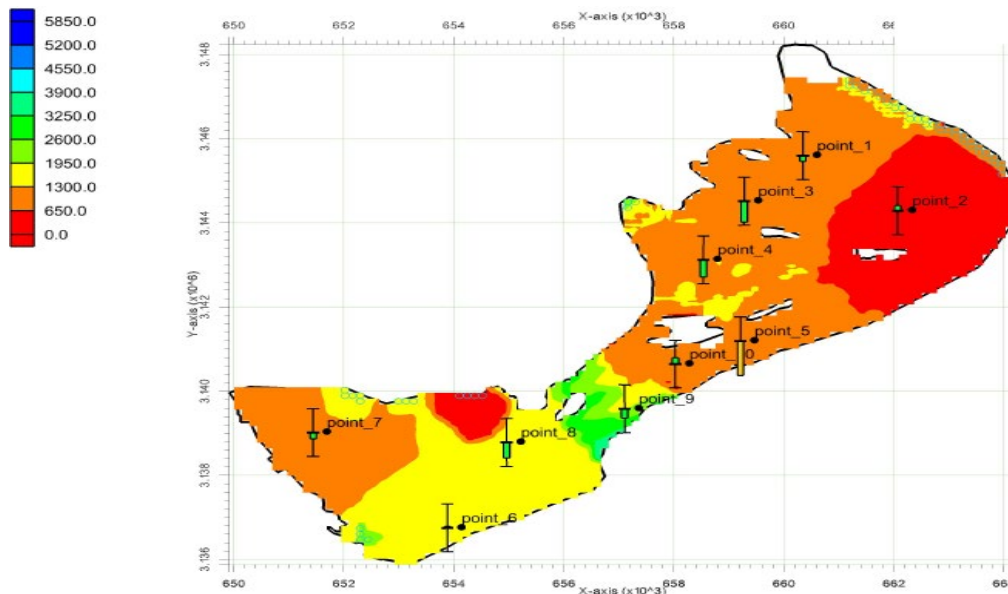 X-axis (x10^3)
650 652 654 656 658 660 66
5850.0
5200.0
4550.0
3900.0
3250.0
2600.0
1950.0
1300.0
650.0
0.0
Y-axis (x10^6)
3.148
3.146
3.144
3.142
3.140
3.138
3.136
point_1
point_2
point_3
point_4
point_5
point_10
point_9
point_7
point_8
point_6
650 652 654 656 658 660 662 664
X-axis (x10^3)